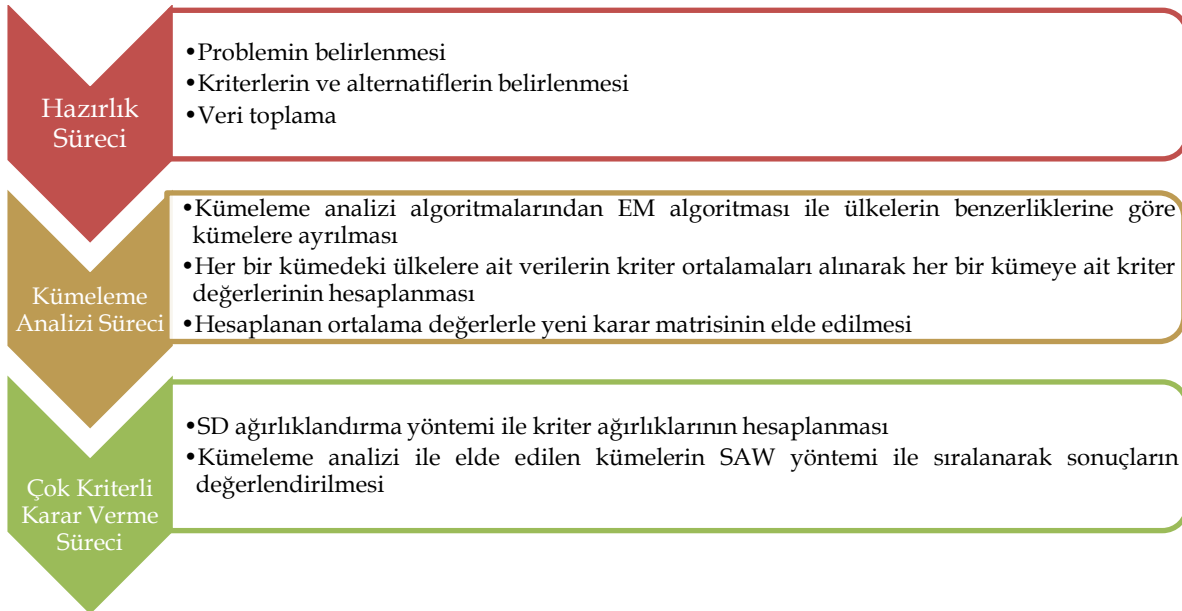 Hazırlık
Süreci
•Problemin belirlenmesi
•Kriterlerin ve alternatiflerin belirlenmesi
•Veri toplama
Kümeleme
Analizi Süreci
•Kümeleme analizi algoritmalarından EM algoritması ile ülkelerin benzerliklerine göre
kümelere ayrılması
•Her bir kümedeki ülkelere ait verilerin kriter ortalamaları alınarak her bir kümeye ait kriter
değerlerinin hesaplanması
•Hesaplanan ortalama değerlerle yeni karar matrisinin elde edilmesi
Çok Kriterli
Karar Verme
Süreci
•SD ağırlıklandırma yöntemi ile kriter ağırlıklarının hesaplanması
•Kümeleme analizi ile elde edilen kümelerin SAW yöntemi ile sıralanarak sonuçların
değerlendirilmesi